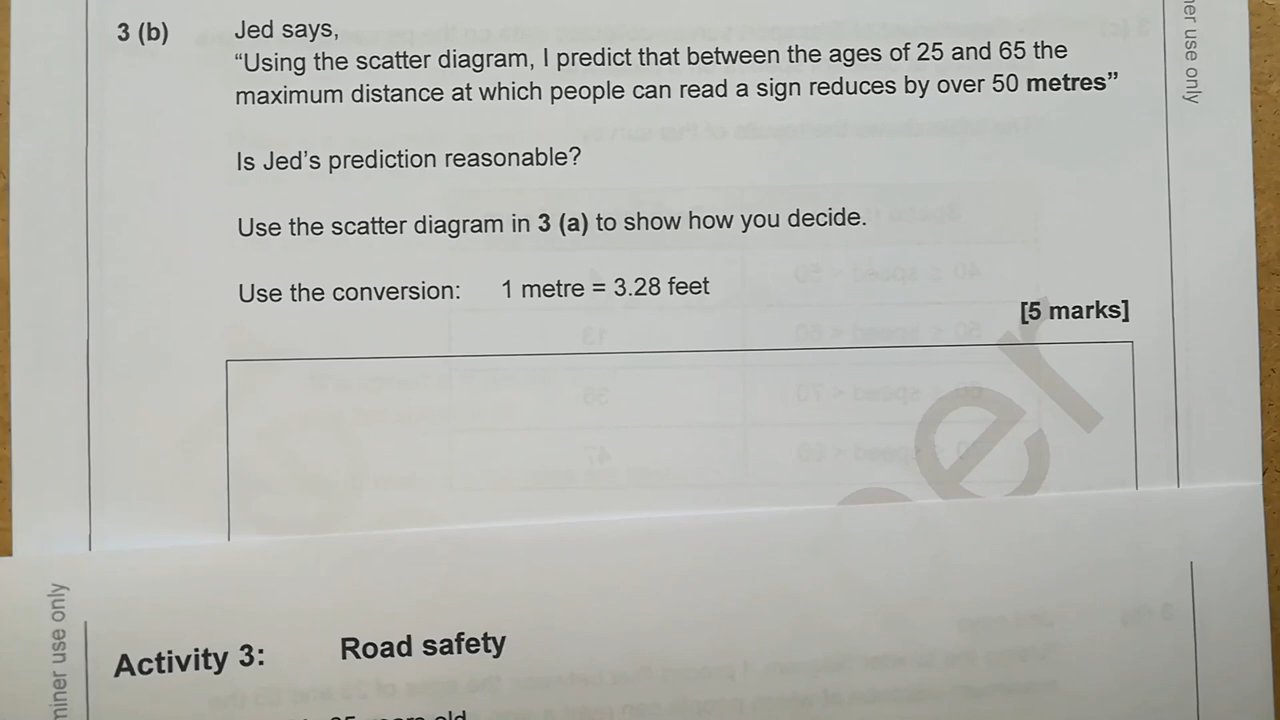 3 (b) Jed says,
“Using the scatter diagram, I predict that between the ages of 25 and 65 the
maximum distance at which people can read a sign reduces by over 50 metres”
Is Jed’s prediction reasonable?
Use the scatter diagram in 3 (a) to show how you decide.
Use the conversion: 1 metre = 3.28 feet
[5 marks]
er use only
miner use only
Activity 3: Road safety
old